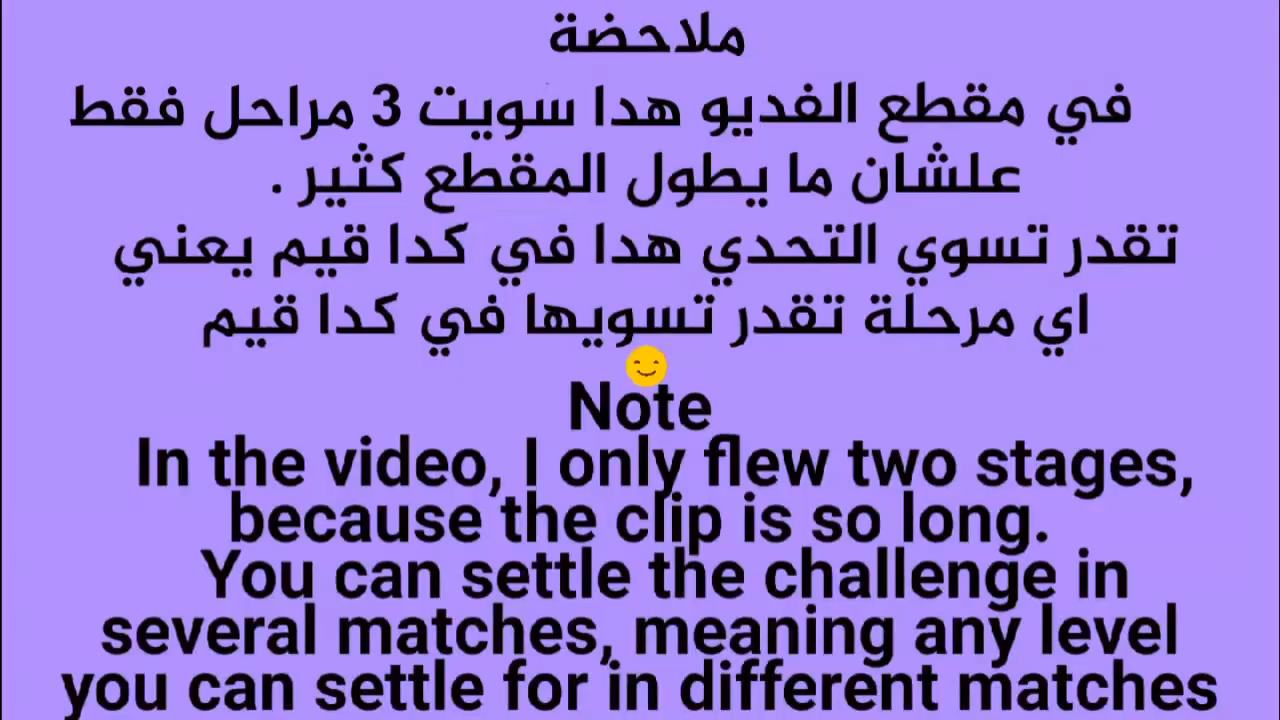 ملاحضة
في مقطع الفديو هدا سويت 3 مراحل فقط
علشان ما يطول المقطع كثير .
تقدر تسوي التحدي هدا في كدا قيم يعني
اي مرحلة تقدر تسويها في كدا قيم
😊
Note
In the video, I only flew two stages,
because the clip is so long.
You can settle the challenge in
several matches, meaning any level
you can settle for in different matches